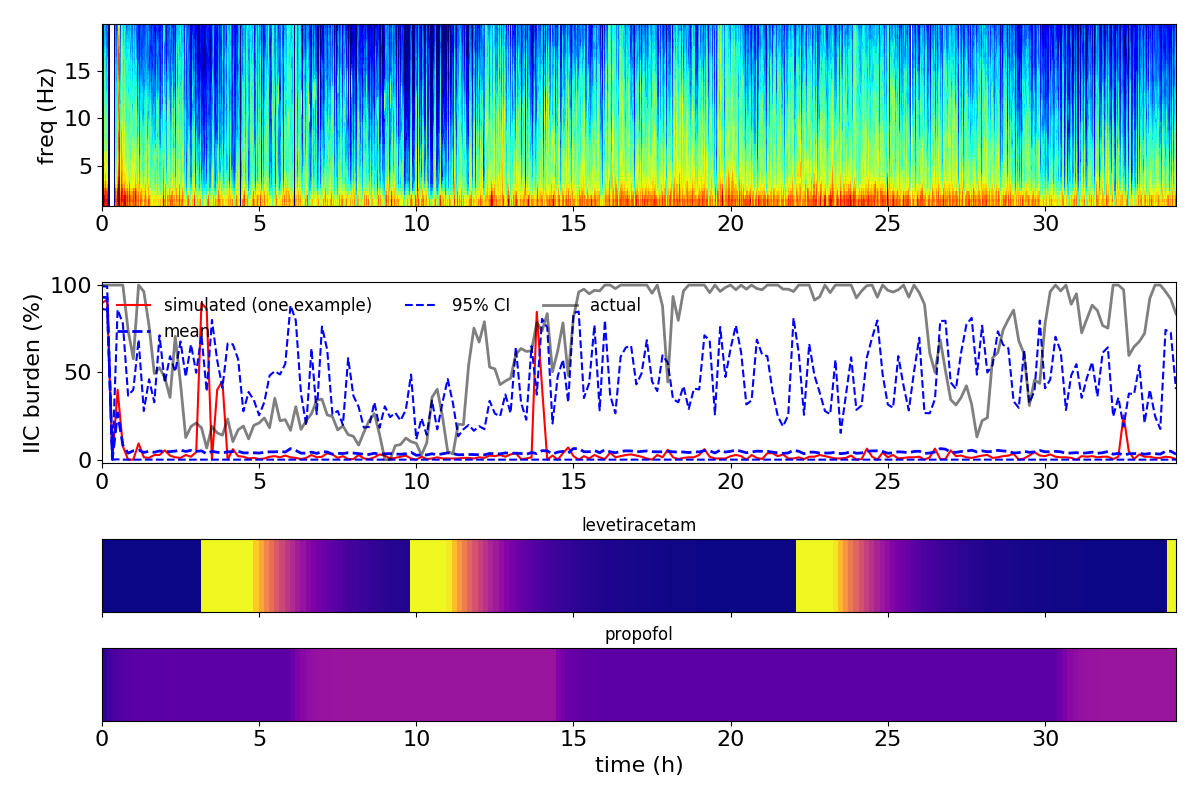 freq (Hz)
15
10
5
0 5 10 15 20 25 30
IIC burden (%)
100
50
0
simulated (one example) 95% CI actual
mean
0 5 10 15 20 25 30
levetiracetam
propofol
0 5 10 15 20 25 30
time (h)